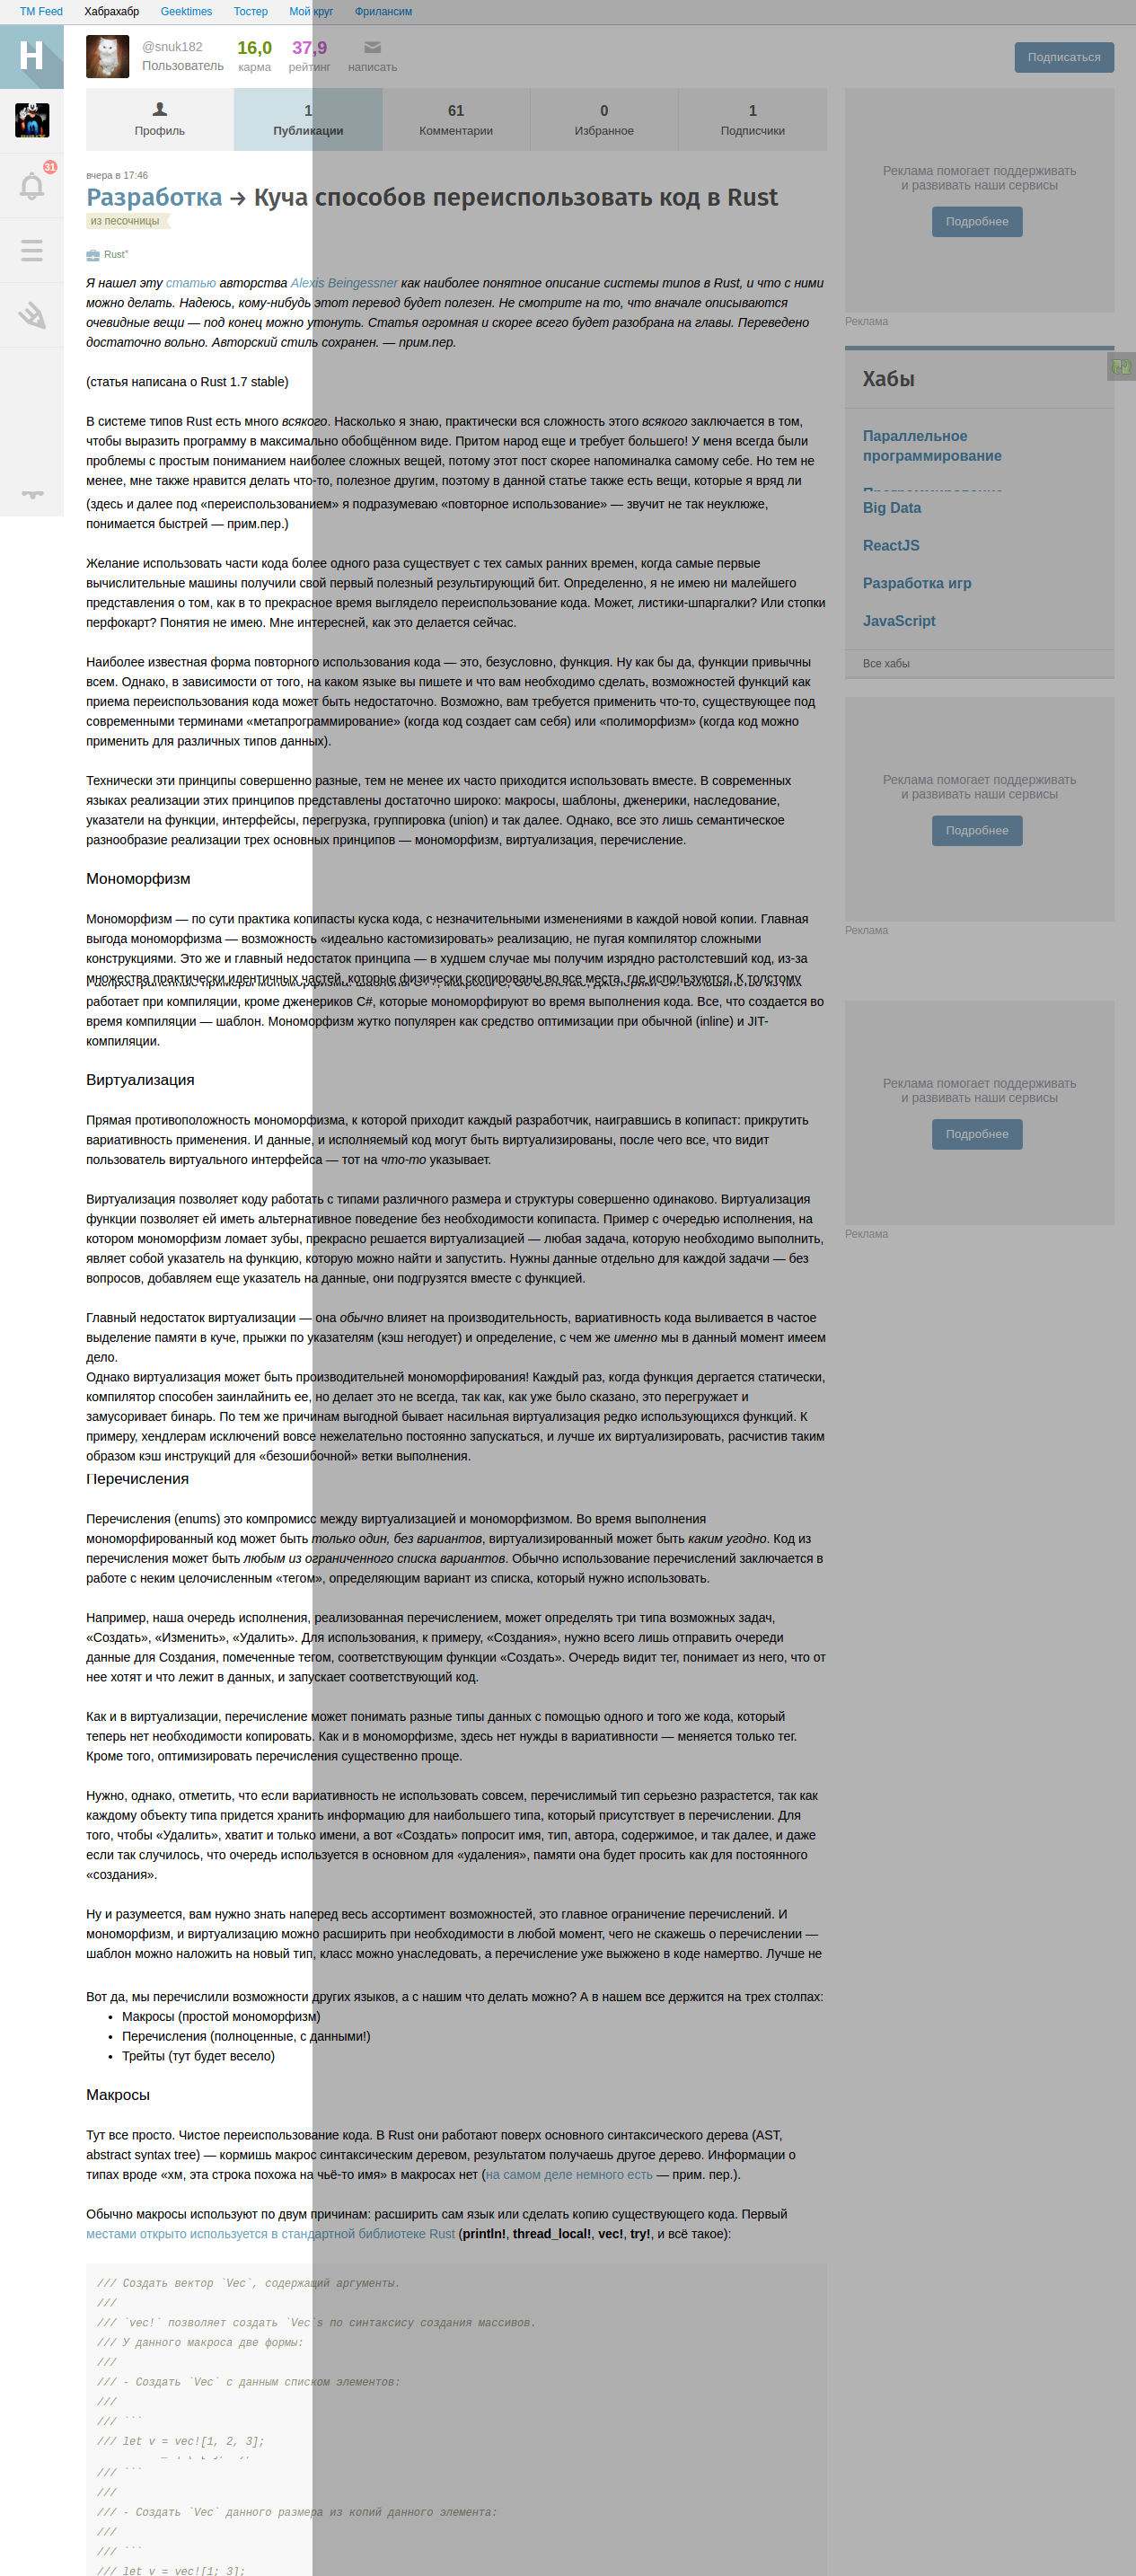 TM Feed Хабрахабр Geektimes Тостер Мой круг Фрилансим
H
@snuk182
Пользователь
16,0
карма
37,9
рейтинг
написать
Подписаться
31
Профиль
1
Публикации
61
Комментарии
0
Избранное
1
Подписчики
вчера в 17:46
Разработка → Куча способов переиспользовать код в Rust
из песочницы
Rust*
Я нашел эту статью авторства Alexis Beingessner как наиболее понятное описание системы типов в Rust, и что с ними
можно делать. Надеюсь, кому-нибудь этот перевод будет полезен. Не смотрите на то, что вначале описываются
очевидные вещи — под конец можно утонуть. Статья огромная и скорее всего будет разобрана на главы. Переведено
достаточно вольно. Авторский стиль сохранен. — прим.пер.
(статья написана о Rust 1.7 stable)
В системе типов Rust есть много всякого. Насколько я знаю, практически вся сложность этого всякого заключается в том,
чтобы выразить программу в максимально обобщённом виде. Притом народ еще и требует большего! У меня всегда были
проблемы с простым пониманием наиболее сложных вещей, потому этот пост скорее напоминалка самому себе. Но тем не
менее, мне также нравится делать что-то, полезное другим, поэтому в данной статье также есть вещи, которые я вряд ли
(здесь и далее под «переиспользованием» я подразумеваю «повторное использование» — звучит не так неуклюже,
понимается быстрей — прим.пер.)
Желание использовать части кода более одного раза существует с тех самых ранних времен, когда самые первые
вычислительные машины получили свой первый полезный результирующий бит. Определенно, я не имею ни малейшего
представления о том, как в то прекрасное время выглядело переиспользование кода. Может, листики-шпаргалки? Или стопки
перфокарт? Понятия не имею. Мне интересней, как это делается сейчас.
Наиболее известная форма повторного использования кода — это, безусловно, функция. Ну как бы да, функции привычны
всем. Однако, в зависимости от того, на каком языке вы пишете и что вам необходимо сделать, возможностей функций как
приема переиспользования кода может быть недостаточно. Возможно, вам требуется применить что-то, существующее под
современными терминами «метапрограммирование» (когда код создает сам себя) или «полиморфизм» (когда код можно
применить для различных типов данных).
Технически эти принципы совершенно разные, тем не менее их часто приходится использовать вместе. В современных
языках реализации этих принципов представлены достаточно широко: макросы, шаблоны, дженерики, наследование,
указатели на функции, интерфейсы, перегрузка, группировка (union) и так далее. Однако, все это лишь семантическое
разнообразие реализации трех основных принципов — мономорфизм, виртуализация, перечисление.
Мономорфизм
Мономорфизм — по сути практика копипасты куска кода, с незначительными изменениями в каждой новой копии. Главная
выгода мономорфизма — возможность «идеально кастомизировать» реализацию, не пугая компилятор сложными
конструкциями. Это же и главный недостаток принципа — в худшем случае мы получим изрядно растолстевший код, из-за
множества практически идентичных частей, которые физически скопированы во все места, где используются. К толстому
работает при компиляции, кроме дженериков C#, которые мономорфируют во время выполнения кода. Все, что создается во
время компиляции — шаблон. Мономорфизм жутко популярен как средство оптимизации при обычной (inline) и JIT-
компиляции.
Виртуализация
Прямая противоположность мономорфизма, к которой приходит каждый разработчик, наигравшись в копипаст: прикрутить
вариативность применения. И данные, и исполняемый код могут быть виртуализированы, после чего все, что видит
пользователь виртуального интерфейса — тот на что-то указывает.
Виртуализация позволяет коду работать с типами различного размера и структуры совершенно одинаково. Виртуализация
функции позволяет ей иметь альтернативное поведение без необходимости копипаста. Пример с очередью исполнения, на
котором мономорфизм ломает зубы, прекрасно решается виртуализацией — любая задача, которую необходимо выполнить,
являет собой указатель на функцию, которую можно найти и запустить. Нужны данные отдельно для каждой задачи — без
вопросов, добавляем еще указатель на данные, они подгрузятся вместе с функцией.
Главный недостаток виртуализации — она обычно влияет на производительность, вариативность кода выливается в частое
выделение памяти в куче, прыжки по указателям (кэш негодует) и определение, с чем же именно мы в данный момент имеем
дело.
Однако виртуализация может быть производительней мономорфирования! Каждый раз, когда функция дергается статически,
компилятор способен заинлайнить ее, но делает это не всегда, так как, как уже было сказано, это перегружает и
замусоривает бинарь. По тем же причинам выгодной бывает насильная виртуализация редко использующихся функций. К
примеру, хендлерам исключений вовсе нежелательно постоянно запускаться, и лучше их виртуализировать, расчистив таким
образом кэш инструкций для «безошибочной» ветки выполнения.
Перечисления
Перечисления (enums) это компромисс между виртуализацией и мономорфизмом. Во время выполнения
мономорфированный код может быть только один, без вариантов, виртуализированный может быть каким угодно. Код из
перечисления может быть любым из ограниченного списка вариантов. Обычно использование перечислений заключается в
работе с неким целочисленным «тегом», определяющим вариант из списка, который нужно использовать.
Например, наша очередь исполнения, реализованная перечислением, может определять три типа возможных задач,
«Создать», «Изменить», «Удалить». Для использования, к примеру, «Создания», нужно всего лишь отправить очереди
данные для Создания, помеченные тегом, соответствующим функции «Создать». Очередь видит тег, понимает из него, что от
нее хотят и что лежит в данных, и запускает соответствующий код.
Как и в виртуализации, перечисление может понимать разные типы данных с помощью одного и того же кода, который
теперь нет необходимости копировать. Как и в мономорфизме, здесь нет нужды в вариативности — меняется только тег.
Кроме того, оптимизировать перечисления существенно проще.
Нужно, однако, отметить, что если вариативность не использовать совсем, перечислимый тип серьезно разрастется, так как
каждому объекту типа придется хранить информацию для наибольшего типа, который присутствует в перечислении. Для
того, чтобы «Удалить», хватит и только имени, а вот «Создать» попросит имя, тип, автора, содержимое, и так далее, и даже
если так случилось, что очередь используется в основном для «удаления», памяти она будет просить как для постоянного
«создания».
Ну и разумеется, вам нужно знать наперед весь ассортимент возможностей, это главное ограничение перечислений. И
мономорфизм, и виртуализацию можно расширить при необходимости в любой момент, чего не скажешь о перечислении —
шаблон можно наложить на новый тип, класс можно унаследовать, а перечисление уже выжжено в коде намертво. Лучше не
Вот да, мы перечислили возможности других языков, а с нашим что делать можно? А в нашем все держится на трех столпах:
• Макросы (простой мономорфизм)
• Перечисления (полноценные, с данными!)
• Трейты (тут будет весело)
Макросы
Тут все просто. Чистое переиспользование кода. В Rust они работают поверх основного синтаксического дерева (AST,
abstract syntax tree) — кормишь макрос синтаксическим деревом, результатом получаешь другое дерево. Информации о
типах вроде «хм, эта строка похожа на чьё-то имя» в макросах нет (на самом деле немного есть — прим. пер.).
Обычно макросы используют по двум причинам: расширить сам язык или сделать копию существующего кода. Первый
местами открыто используется в стандартной библиотеке Rust (println!, thread_local!, vec!, try!, и всё такое):
/// Создать вектор `Vec`, содержащий аргументы.
///
/// `vec!` позволяет создать `Vec`s по синтаксису создания массивов.
/// У данного макроса две формы:
///
/// - Создать `Vec` с данным списком элементов:
///
/// ```
/// let v = vec![1, 2, 3];
/// ```
///
/// - Создать `Vec` данного размера из копий данного элемента:
///
/// ```
/// let v = vec![1; 3];
Реклама помогает поддерживать
и развивать наши сервисы
Подробнее
Реклама
Хабы
Параллельное
программирование
Программирование
Big Data
ReactJS
Разработка игр
JavaScript
Все хабы
Реклама помогает поддерживать
и развивать наши сервисы
Подробнее
Реклама
Реклама помогает поддерживать
и развивать наши сервисы
Подробнее
Реклама